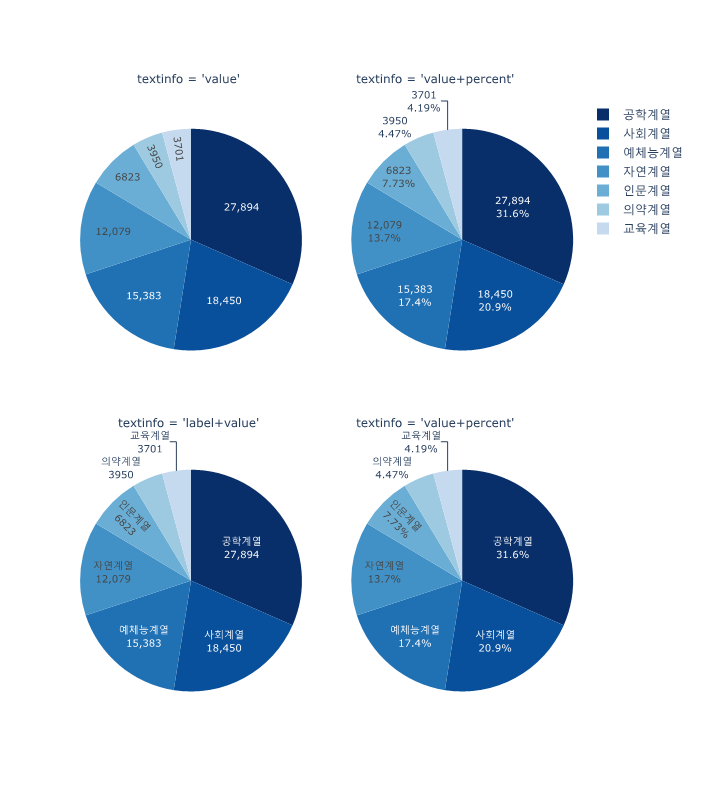 textinfo = 'value'
3701
3950
6823
12,079
15,383
18,450
27,894
textinfo = 'value+percent'
3701
4.19%
3950
4.47%
6823
7.73%
12,079
13.7%
15,383
17.4%
18,450
20.9%
27,894
31.6%
공학계열
사회계열
예체능계열
자연계열
인문계열
의약계열
교육계열
textinfo = 'label+value'
교육계열
3701
의약계열
3950
인문계열
6823
자연계열
12,079
예체능계열
15,383
사회계열
18,450
공학계열
27,894
textinfo = 'value+percent'
교육계열
4.19%
의약계열
4.47%
인문계열
7.73%
자연계열
13.7%
예체능계열
17.4%
사회계열
20.9%
공학계열
31.6%